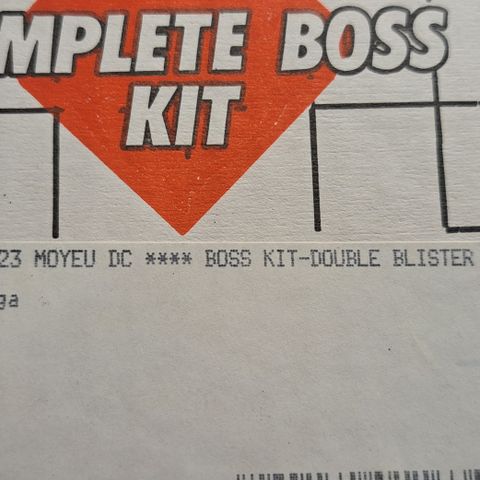 MPLETE BOSS
KIT
23 MOYEU DC **** BOSS KIT-DOUBLE BLISTER
ga